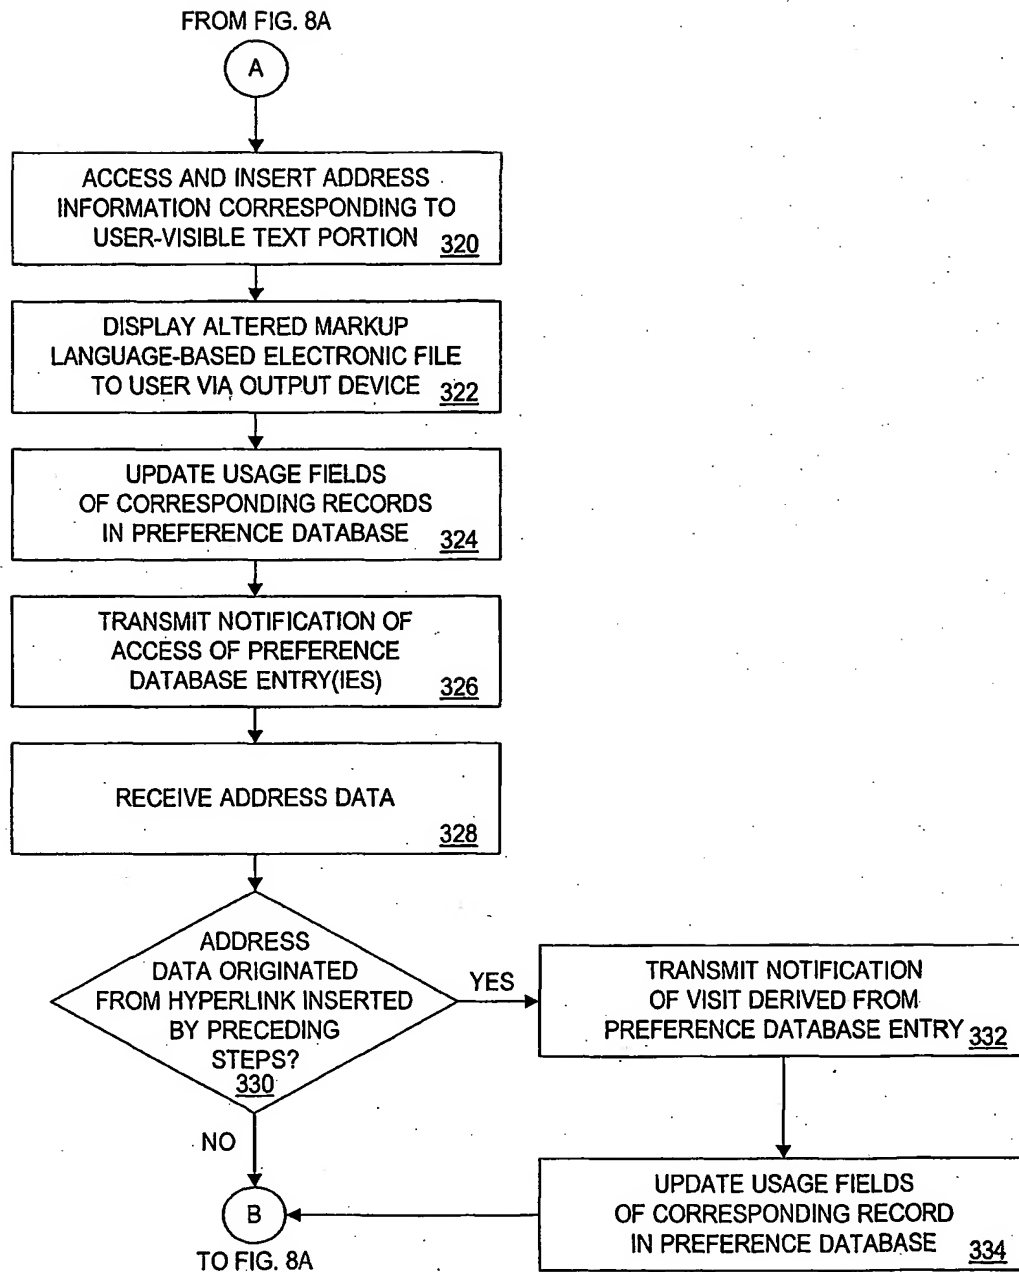 FROM FIG. 8A
A
ACCESS AND INSERT ADDRESS
INFORMATION CORRESPONDING TO
USER-VISIBLE TEXT PORTION 320
DISPLAY ALTERED MARKUP
LANGUAGE-BASED ELECTRONIC FILE
TO USER VIA OUTPUT DEVICE 322
UPDATE USAGE FIELDS
OF CORRESPONDING RECORDS
IN PREFERENCE DATABASE 324
TRANSMIT NOTIFICATION OF
ACCESS OF PREFERENCE
DATABASE ENTRY(IES) 326
RECEIVE ADDRESS DATA
328
ADDRESS
DATA ORIGINATED
FROM HYPERLINK INSERTED
BY PRECEDING
STEPS?
330
YES
TRANSMIT NOTIFICATION
OF VISIT DERIVED FROM
PREFERENCE DATABASE ENTRY 332
NO
UPDATE USAGE FIELDS
OF CORRESPONDING RECORD
IN PREFERENCE DATABASE 334
B
TO FIG. 8A